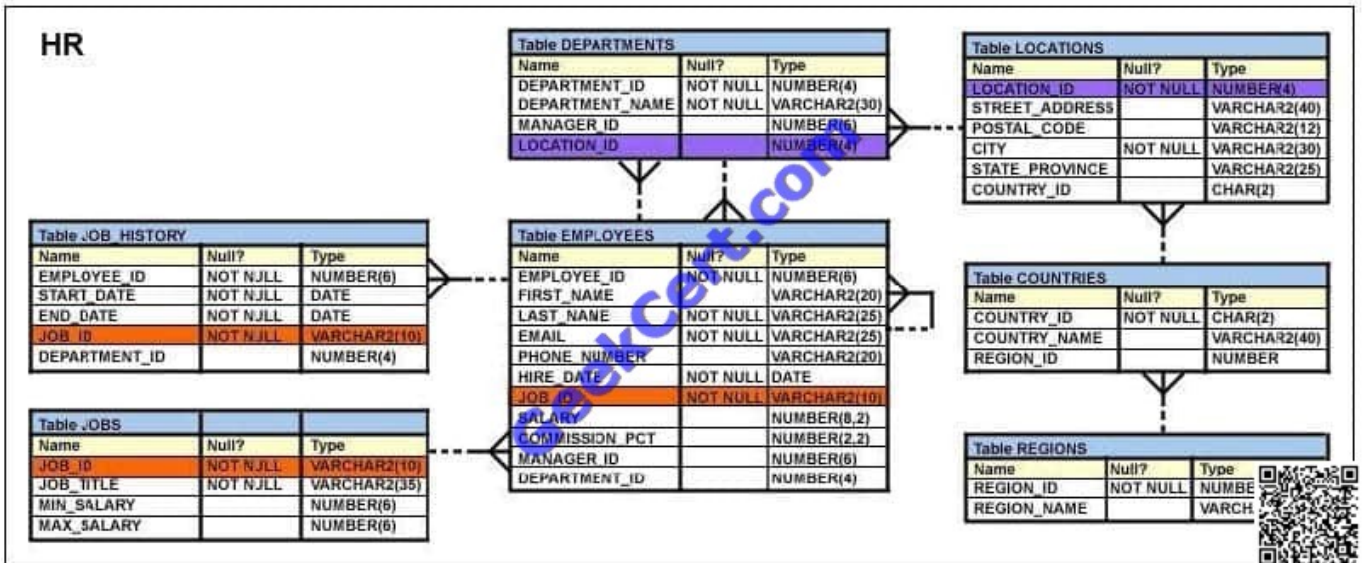 HR
Table DEPARTMENTS
Name Null? Type
DEPARTMENT_ID NOT NULL NUMBER(4)
DEPARTMENT_NAME NOT NULL VARCHAR2(30)
MANAGER_ID NUMBER(6)
LOCATION_ID NUMBER(4)
Table LOCATIONS
Name Null? Type
LOCATION_ID NOT NULL NUMBER(4)
STREET_ADDRESS VARCHAR2(40)
POSTAL_CODE VARCHAR2(12)
CITY NOT NULL VARCHAR2(30)
STATE_PROVINCE VARCHAR2(25)
COUNTRY_ID CHAR(2)
Table JOB_HISTORY
Name Null? Type
EMPLOYEE_ID NOT NULL NUMBER(6)
START_DATE NOT NULL DATE
END_DATE NOT NULL DATE
JOB_ID NOT NULL VARCHAR2(10)
DEPARTMENT_ID NUMBER(4)
Table EMPLOYEES
Name Null? Type
EMPLOYEE_ID NOT NULL NUMBER(6)
FIRST_NAME VARCHAR2(20)
LAST_NAME NOT NULL VARCHAR2(25)
EMAIL NOT NULL VARCHAR2(25)
PHONE_NUMBER VARCHAR2(20)
HIRE_DATE NOT NULL DATE
JOB_ID NOT NULL VARCHAR2(10)
SALARY NUMBER(8,2)
COMMISSION_PCT NUMBER(2,2)
MANAGER_ID NUMBER(6)
DEPARTMENT_ID NUMBER(4)
Table COUNTRIES
Name Null? Type
COUNTRY_ID NOT NULL CHAR(2)
COUNTRY_NAME VARCHAR2(40)
REGION_ID NUMBER
Table JOBS
Name Null? Type
JOB_ID NOT NULL VARCHAR2(10)
JOB_TITLE NOT NULL VARCHAR2(35)
MIN_SALARY NUMBER(6)
MAX_SALARY NUMBER(6)
Table REGIONS
Name Null? Type
REGION_ID NOT NULL NUMBE
REGION_NAME VARCH
GeekCert.com